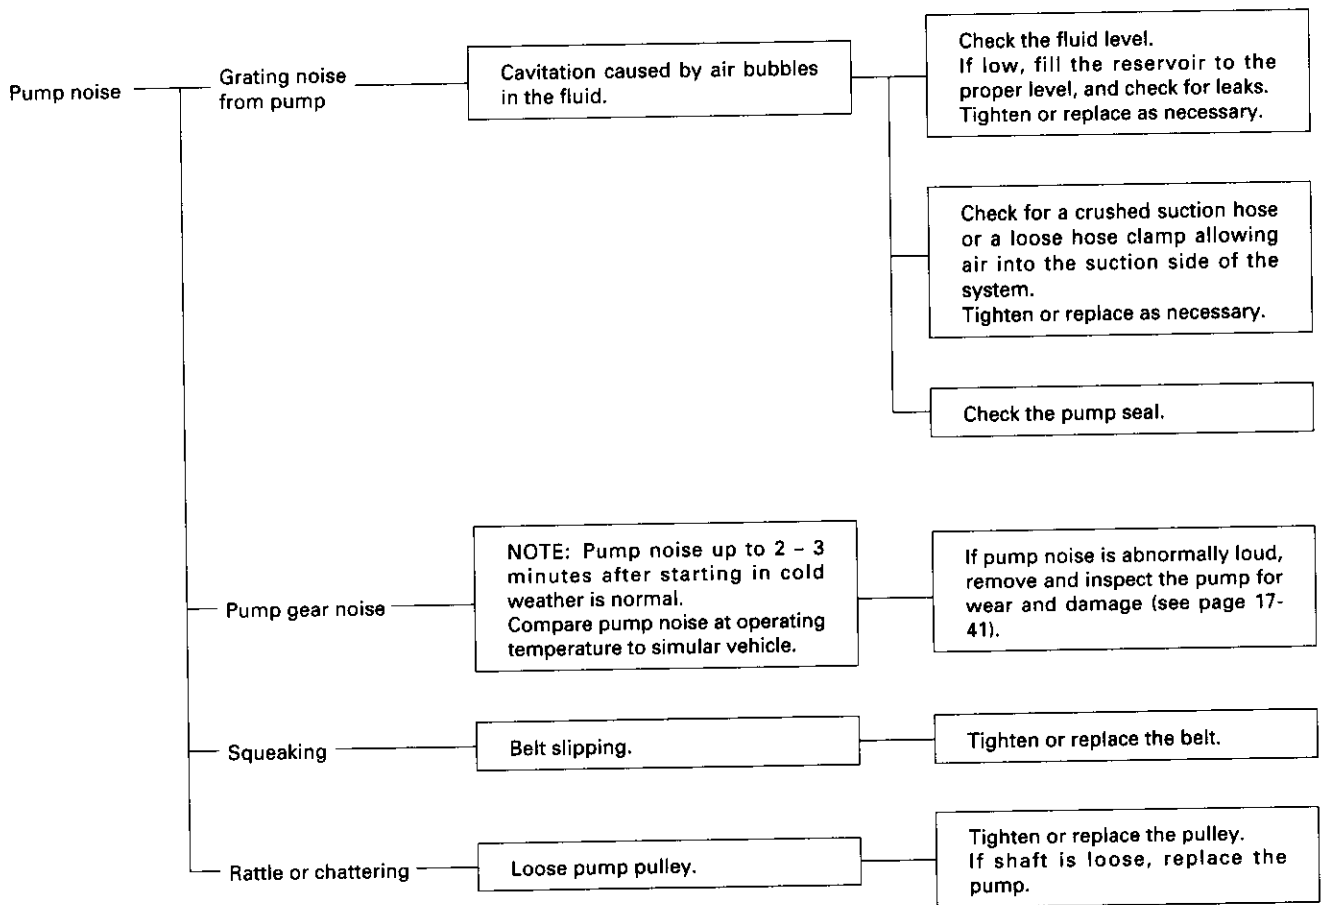 Pump noise
Grating noise
from pump
Cavitation caused by air bubbles
in the fluid.
Check the fluid level.
If low, fill the reservoir to the
proper level, and check for leaks.
Tighten or replace as necessary.
Check for a crushed suction hose
or a loose hose clamp allowing
air into the suction side of the
system.
Tighten or replace as necessary.
Check the pump seal.
Pump gear noise
NOTE: Pump noise up to 2 – 3
minutes after starting in cold
weather is normal.
Compare pump noise at operating
temperature to simular vehicle.
If pump noise is abnormally loud,
remove and inspect the pump for
wear and damage (see page 17-
41).
Squeaking
Belt slipping.
Tighten or replace the belt.
Rattle or chattering
Loose pump pulley.
Tighten or replace the pulley.
If shaft is loose, replace the
pump.